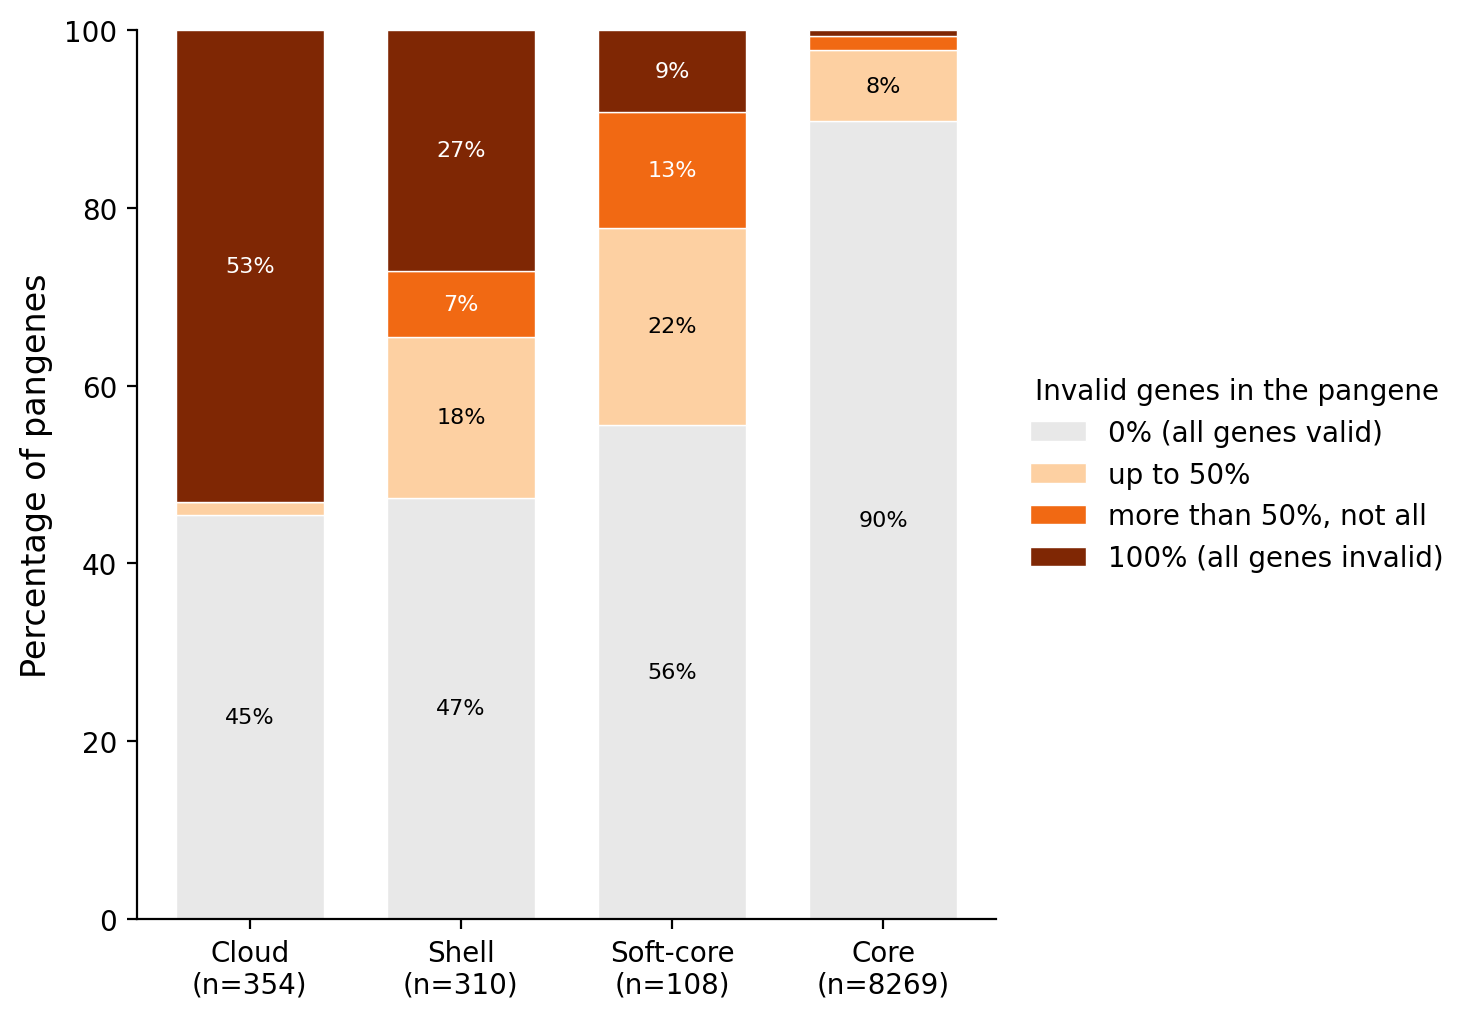 100
80
60
40
20
0
Percentage of pangenes
53%
45%
27%
7%
18%
47%
9%
13%
22%
56%
8%
90%
Cloud
(n=354)
Shell
(n=310)
Soft-core
(n=108)
Core
(n=8269)
Invalid genes in the pangene
0% (all genes valid)
up to 50%
more than 50%, not all
100% (all genes invalid)